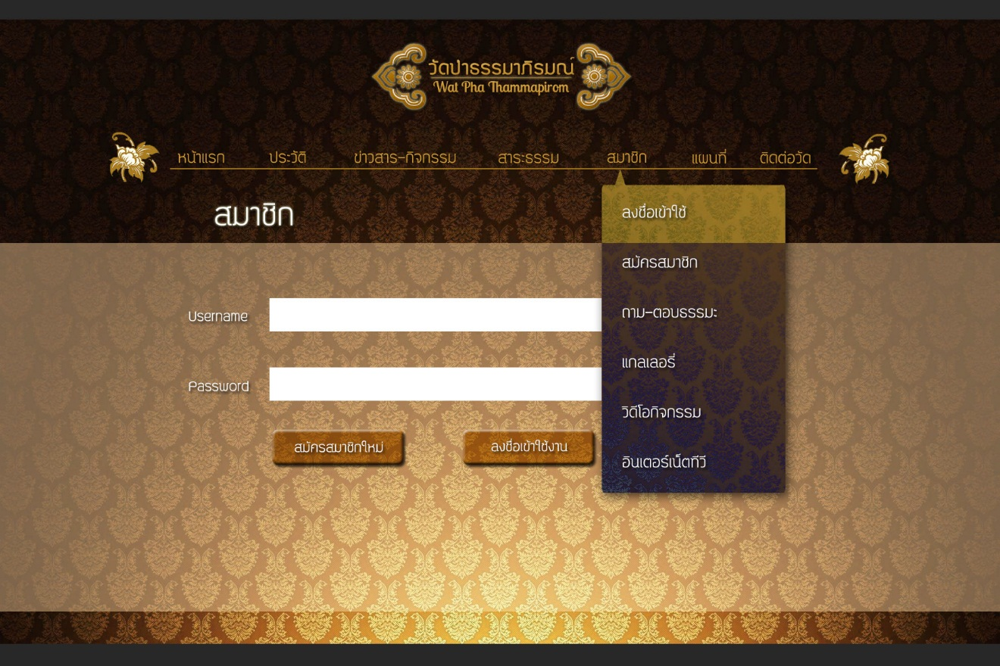 วัดป่าธรรมาภิรมณ์
Wat Pha Thammapirom
หน้าแรก ประวัติ ข่าวสาร-กิจกรรม สาระธรรม สมาชิก แผนที่ ติดต่อวัด
สมาชิก
ลงชื่อเข้าใช้
สมัครสมาชิก
ถาม-ตอบธรรมะ
แกลเลอรี่
วิดีโอกิจกรรม
อินเตอร์เน็ตทีวี
Username
Password
สมัครสมาชิกใหม่ ลงชื่อเข้าใช้งาน